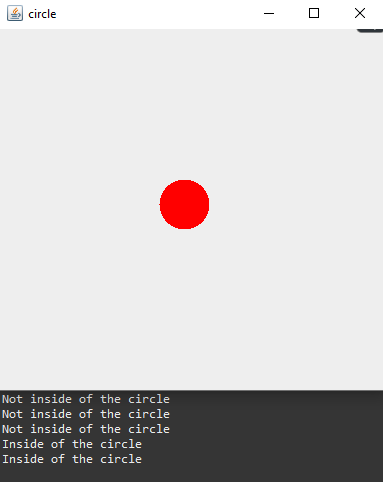 circle
Not inside of the circle
Not inside of the circle
Not inside of the circle
Inside of the circle
Inside of the circle